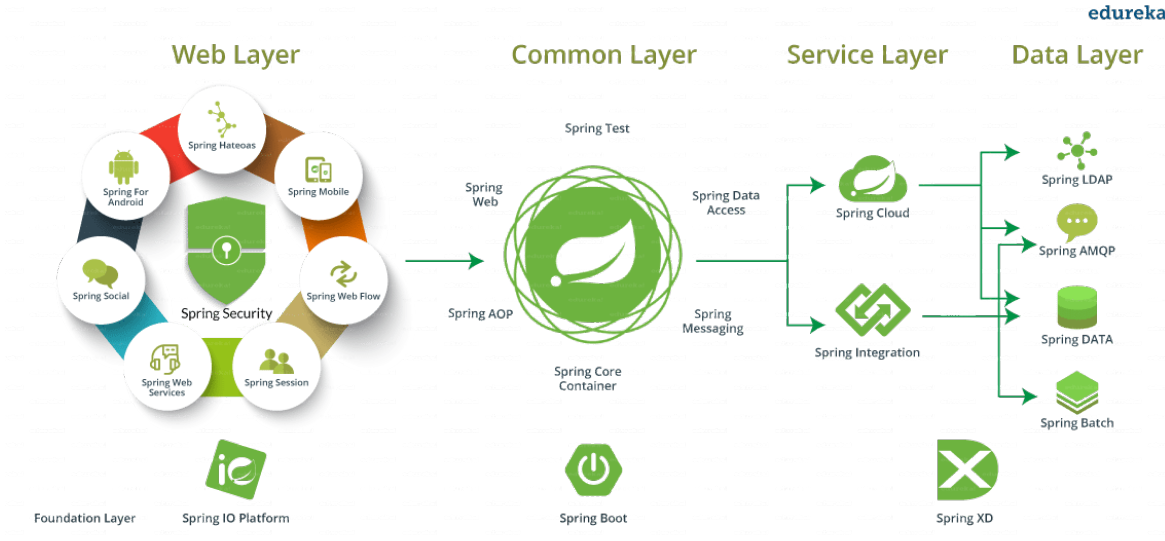 edureka
Web Layer
Common Layer
Service Layer
Data Layer
Spring Hateoas
Spring For
Android
Spring Mobile
Spring Social
Spring Web Flow
Spring Security
Spring Web
Services
Spring Session
Spring Test
Spring
Web
Spring Data
Access
Spring AOP
Spring
Messaging
Spring Core
Container
Spring Cloud
Spring Integration
Spring LDAP
Spring AMQP
Spring DATA
Spring Batch
Foundation Layer
iO
Spring IO Platform
Spring Boot
X
Spring XD